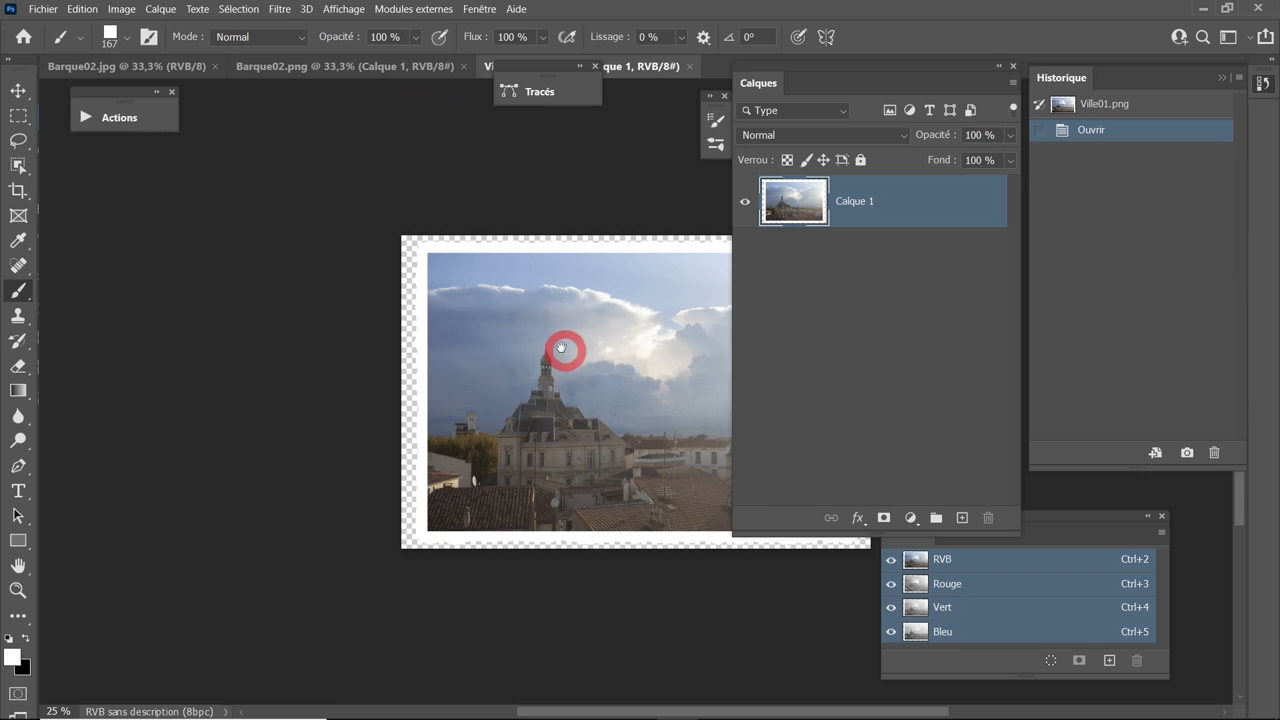 Ps Fichier Edition Image Calque Texte Sélection Filtre 3D Affichage Modules externes Fenêtre Aide
167 Mode : Normal Opacité : 100 % Flux : 100 % Lissage : 0 % 0°
Barque02.jpg @ 33,3% (RVB/8) × Barque02.png @ 33,3% (Calque 1, RVB/8#) × Vi que 1, RVB/8#) ×
Tracés
Actions
Calques
Type
Normal Opacité : 100 %
Verrou : Fond : 100 %
Calque 1
fx
Historique
Ville01.png
Ouvrir
RVB Ctrl+2
Rouge Ctrl+3
Vert Ctrl+4
Bleu Ctrl+5
25 % RVB sans description (8bpc)